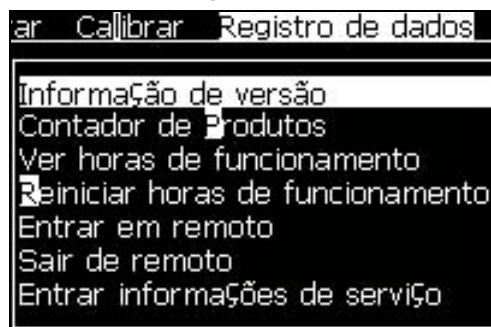 ar Calibrar Registro de dados
Informação de versão
Contador de Produtos
Ver horas de funcionamento
Reiniciar horas de funcionamento
Entrar em remoto
Sair de remoto
Entrar informações de serviço